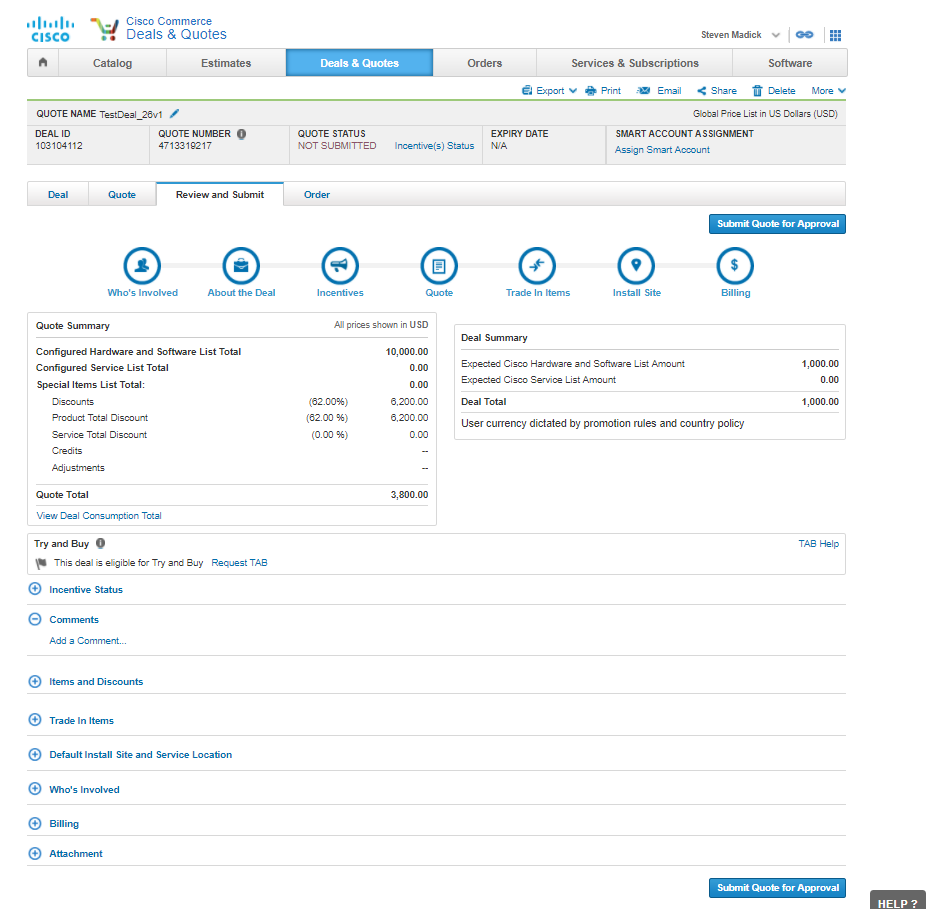 CISCO
Cisco Commerce
Deals & Quotes
Steven Madick
Catalog Estimates Deals & Quotes Orders Services & Subscriptions Software
Export Print Email Share Delete More
QUOTE NAME TestDeal_26v1 Global Price List in US Dollars (USD)
DEAL ID QUOTE NUMBER QUOTE STATUS EXPIRY DATE SMART ACCOUNT ASSIGNMENT
103104112 4713319217 NOT SUBMITTED Incentive(s) Status N/A Assign Smart Account
Deal Quote Review and Submit Order
Submit Quote for Approval
Who's Involved About the Deal Incentives Quote Trade In Items Install Site Billing
Quote Summary All prices shown in USD
Configured Hardware and Software List Total 10,000.00
Configured Service List Total 0.00
Special Items List Total: 0.00
Discounts (62.00%) 6,200.00
Product Total Discount (62.00 %) 6,200.00
Service Total Discount (0.00 %) 0.00
Credits --
Adjustments --
Quote Total 3,800.00
View Deal Consumption Total
Deal Summary
Expected Cisco Hardware and Software List Amount 1,000.00
Expected Cisco Service List Amount 0.00
Deal Total 1,000.00
User currency dictated by promotion rules and country policy
Try and Buy TAB Help
This deal is eligible for Try and Buy Request TAB
Incentive Status
Comments
Add a Comment...
Items and Discounts
Trade In Items
Default Install Site and Service Location
Who's Involved
Billing
Attachment
Submit Quote for Approval
HELP ?